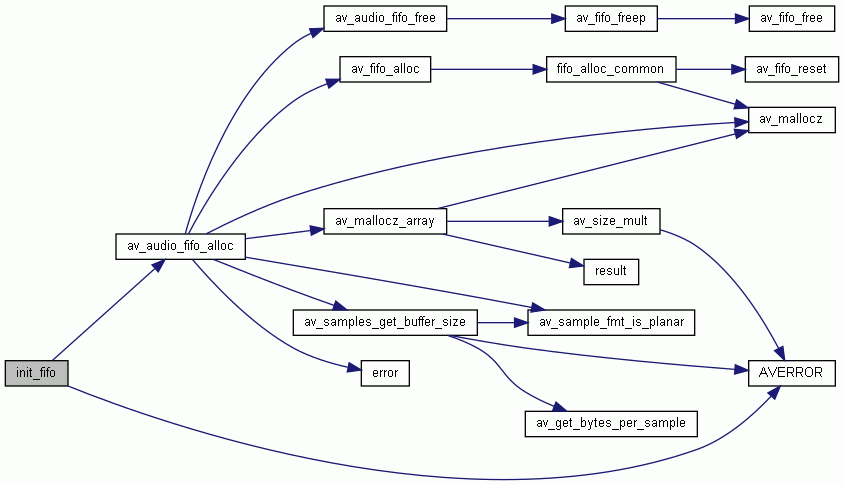 av_audio_fifo_free
av_fifo_freep
av_fifo_free
av_fifo_alloc
fifo_alloc_common
av_fifo_reset
av_mallocz
av_mallocz_array
av_size_mult
av_audio_fifo_alloc
result
av_samples_get_buffer_size
av_sample_fmt_is_planar
init_fifo
error
AVERROR
av_get_bytes_per_sample